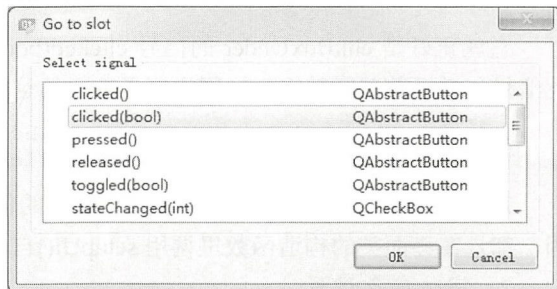 Go to slot
Select signal
clicked() QAbstractButton
clicked(bool) QAbstractButton
pressed() QAbstractButton
released() QAbstractButton
toggled(bool) QAbstractButton
stateChanged(int) QCheckBox
OK Cancel